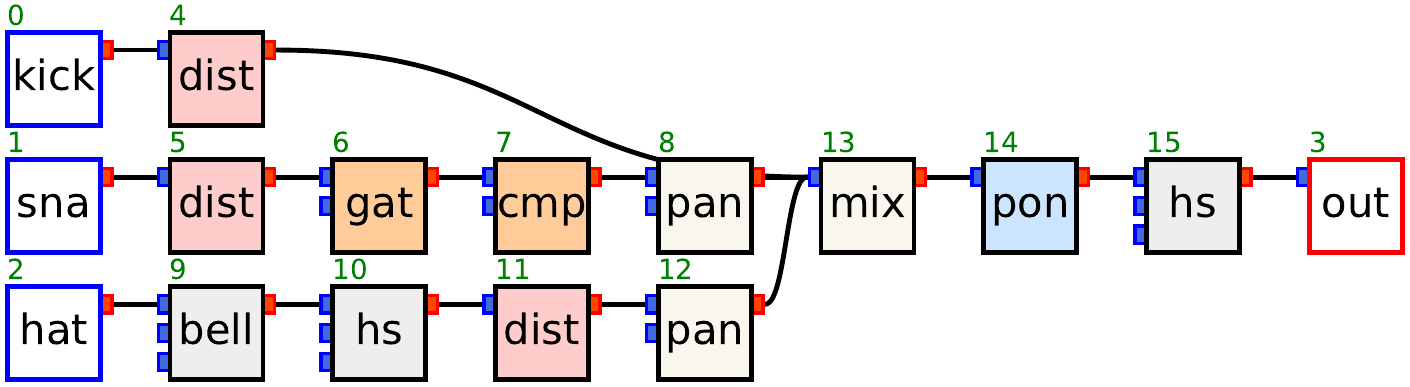 0 4
kick dist
1 5 6 7 8 13 14 15 3
sna dist gat cmp pan mix pon hs out
2 9 10 11 12
hat bell hs dist pan